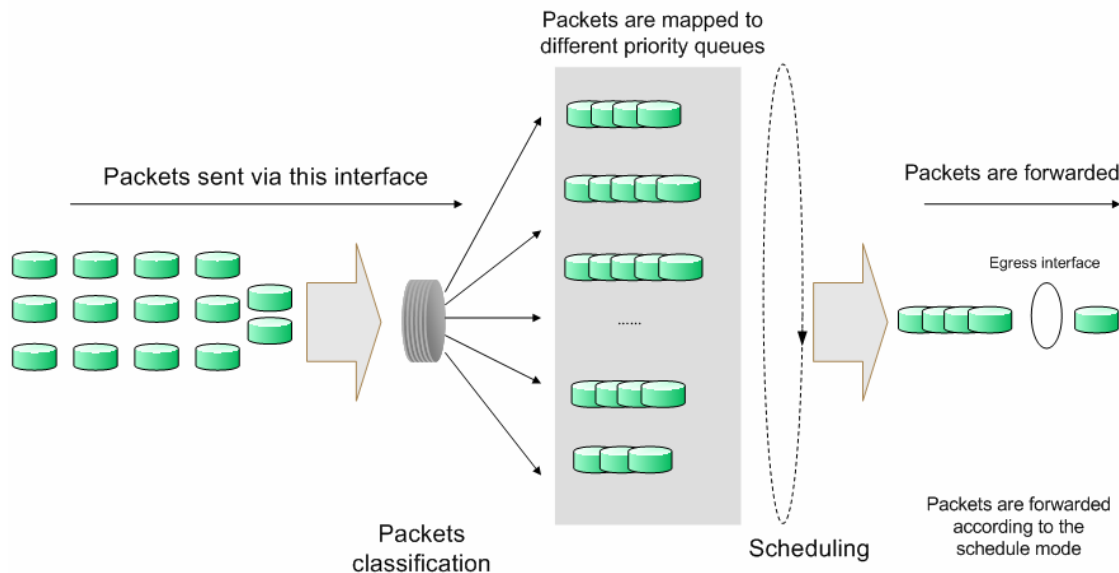 Packets are mapped to
different priority queues
Packets sent via this interface
Packets are forwarded
Egress interface
......
Packets
classification
Scheduling
Packets are forwarded
according to the
schedule mode